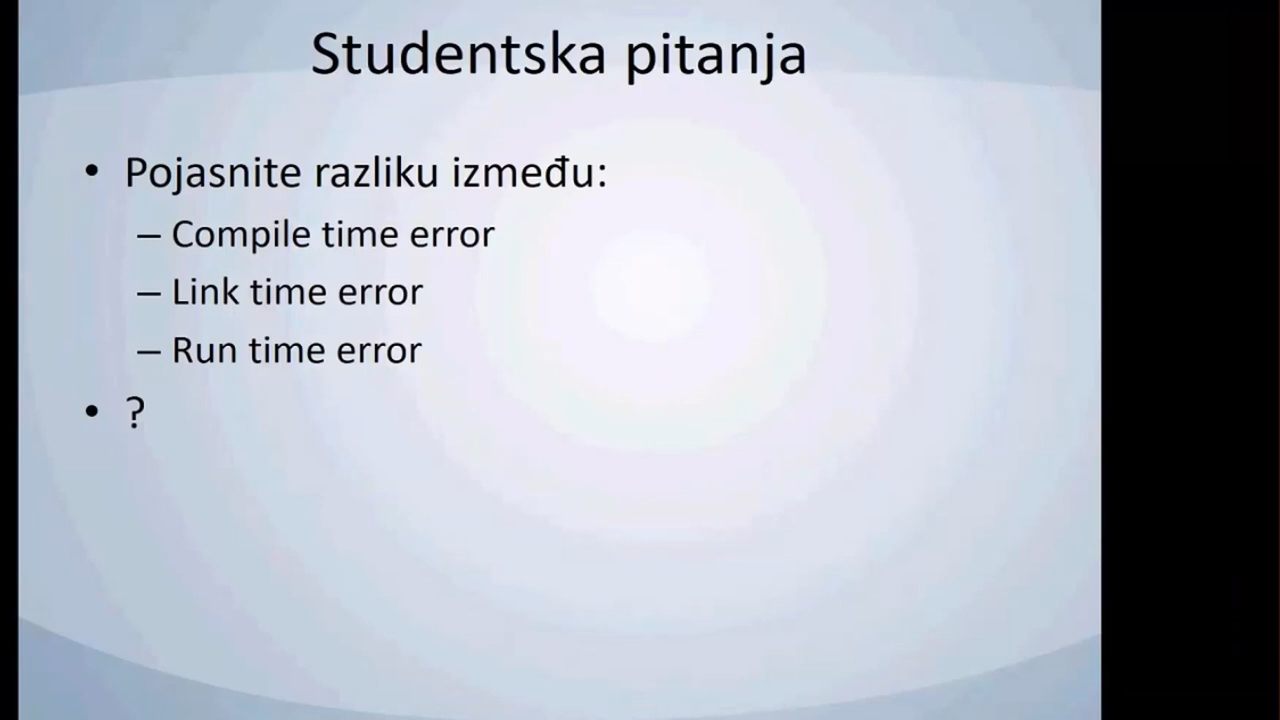 Studentska pitanja
• Pojasnite razliku između:
– Compile time error
– Link time error
– Run time error
• ?